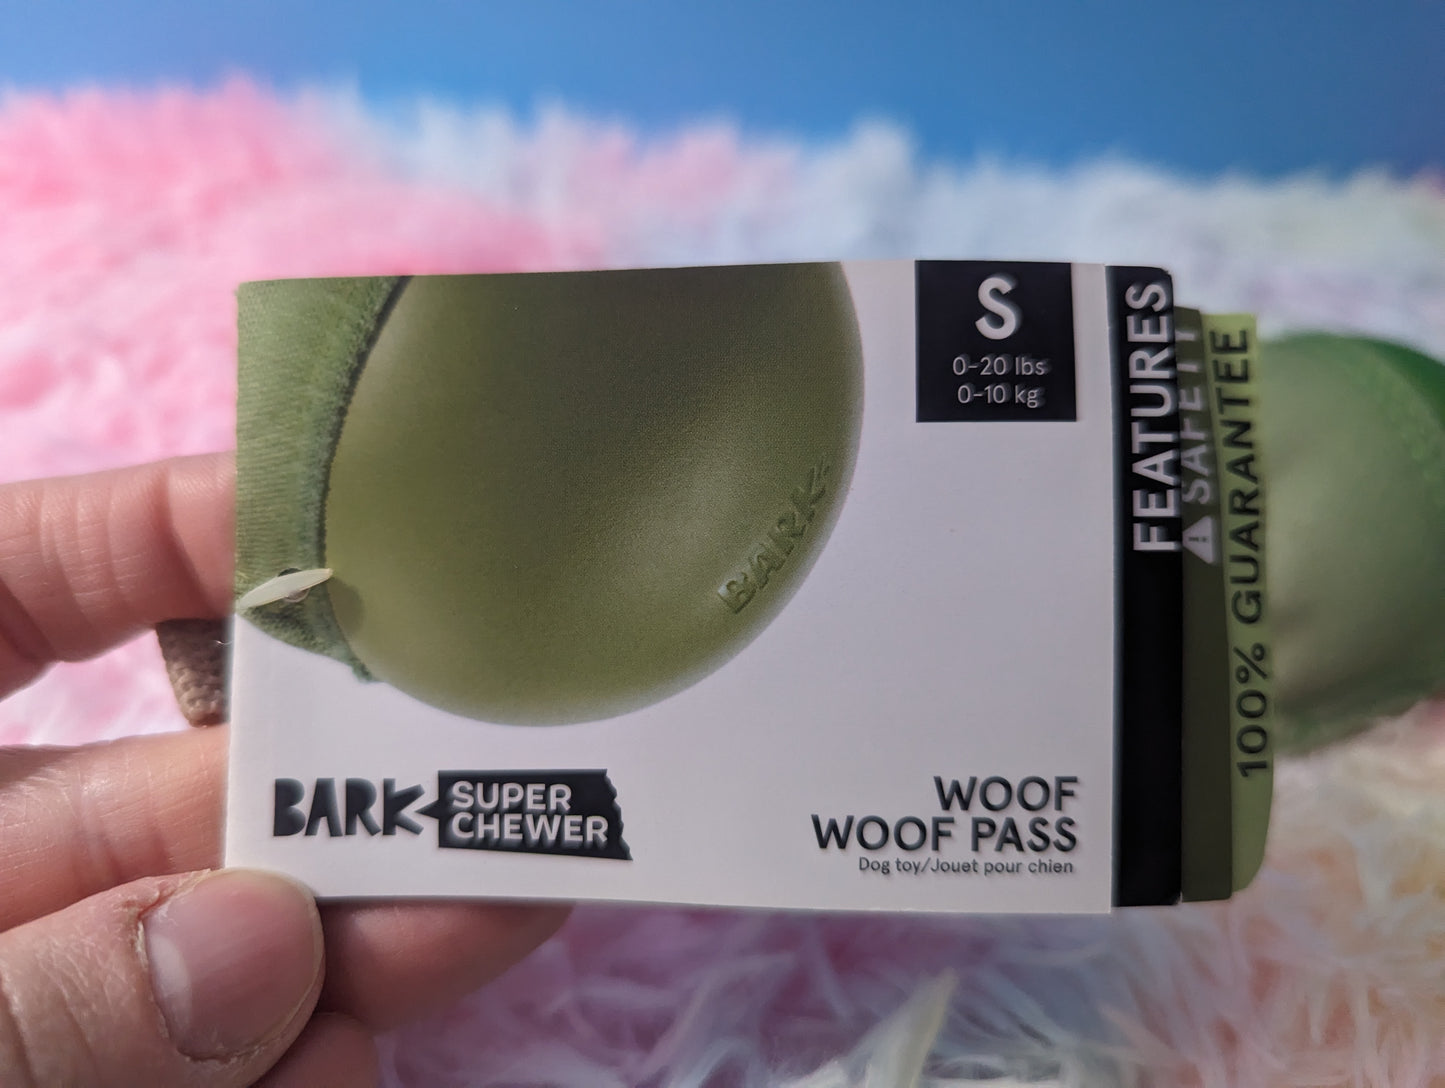 S
0-20 lbs
0-10 kg
BARK
BARK
SUPER
CHEWER
WOOF
WOOF PASS
Dog toy/Jouet pour chien
FEATURES
SAFETY
100% GUARANTEE